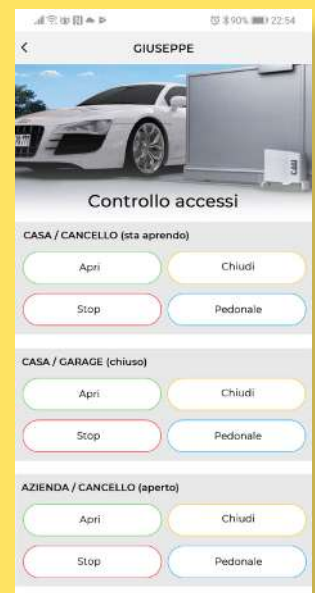 90% 22:54
GIUSEPPE
Controllo accessi
CASA / CANCELLO (sta aprendo)
Apri Chiudi
Stop Pedonale
CASA / GARAGE (chiuso)
Apri Chiudi
Stop Pedonale
AZIENDA / CANCELLO (aperto)
Apri Chiudi
Stop Pedonale